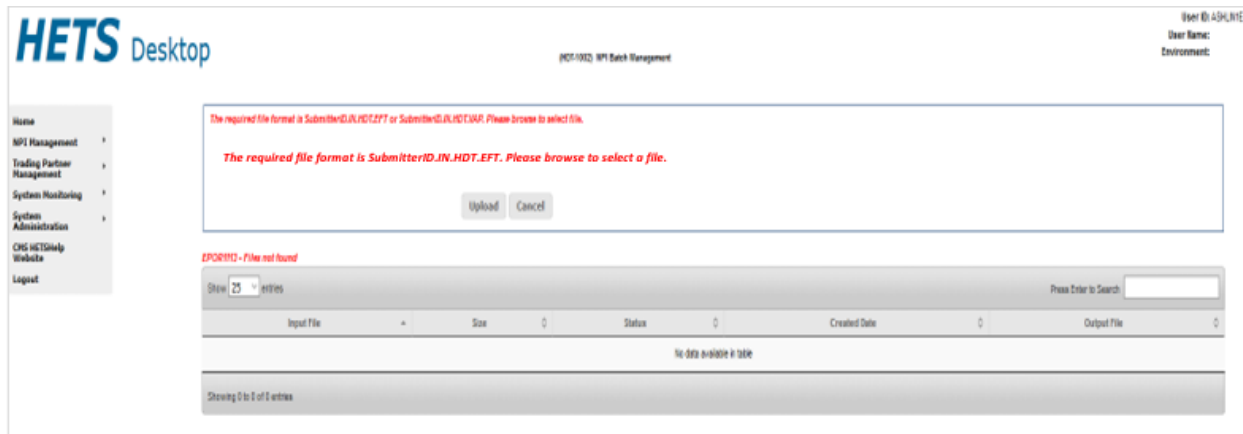 HETS Desktop
User ID: ASHLN1E
User Name:
Environment:
(HDT-1002) NPI Batch Management
Home
NPI Management
Trading Partner
Management
System Monitoring
System
Administration
CMS HETSHelp
Website
Logout
The required file format is SubmitterID.IN.HDT.EFT or SubmitterID.IN.HDT.VAP. Please browse to select file.
The required file format is SubmitterID.IN.HDT.EFT. Please browse to select a file.
Upload Cancel
- Files not found
Show 25 entries
Press Enter to Search
Input File Size Status Created Date Output File
No data available in table
Showing 0 to 0 of 0 entries